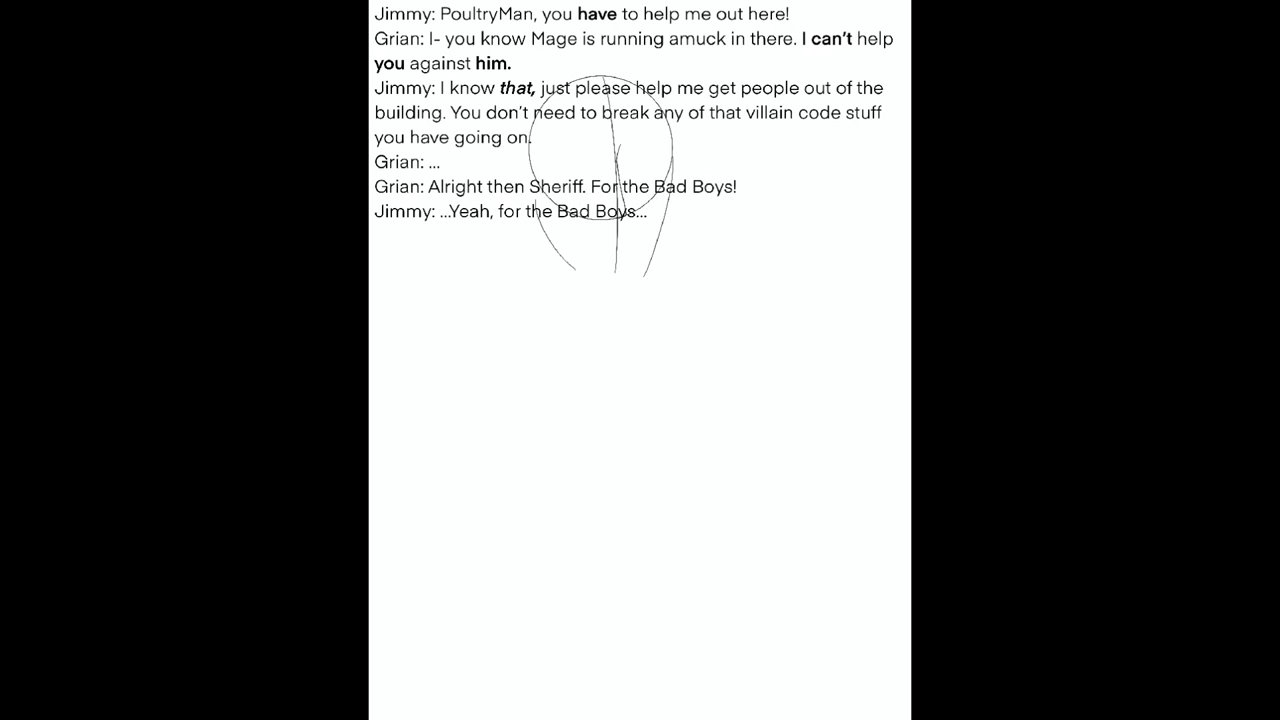 Jimmy: PoultryMan, you have to help me out here!
Grian: I- you know Mage is running amuck in there. I can't help
you against him.
Jimmy: I know that, just please help me get people out of the
building. You don't need to break any of that villain code stuff
you have going on.
Grian: ...
Grian: Alright then Sheriff. For the Bad Boys!
Jimmy: ...Yeah, for the Bad Boys...